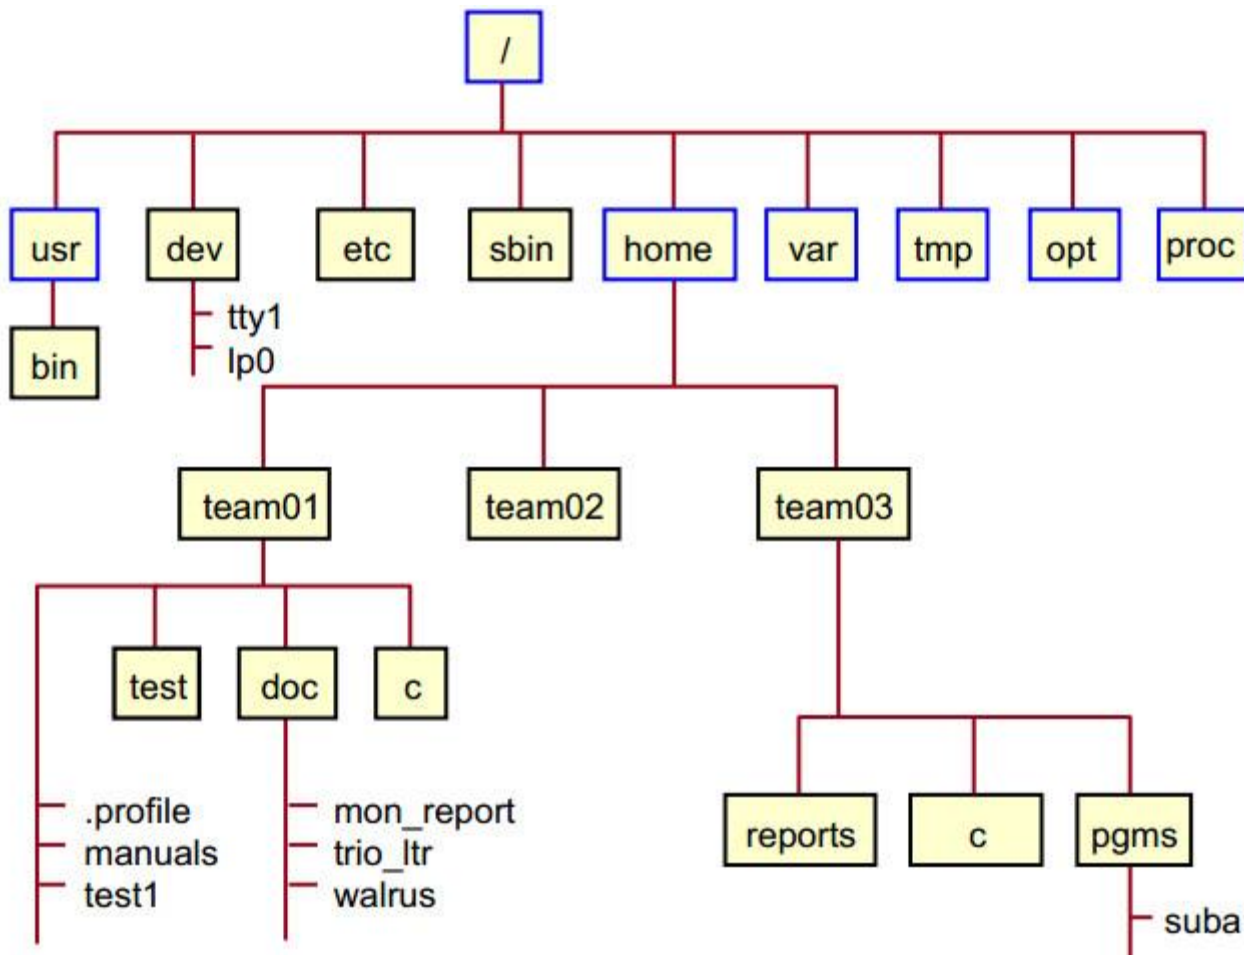 /
usr dev etc sbin home var tmp opt proc
tty1
lp0
bin
team01 team02 team03
test doc c
.profile
manuals
test1
mon_report
trio_ltr
walrus
reports c pgms
suba